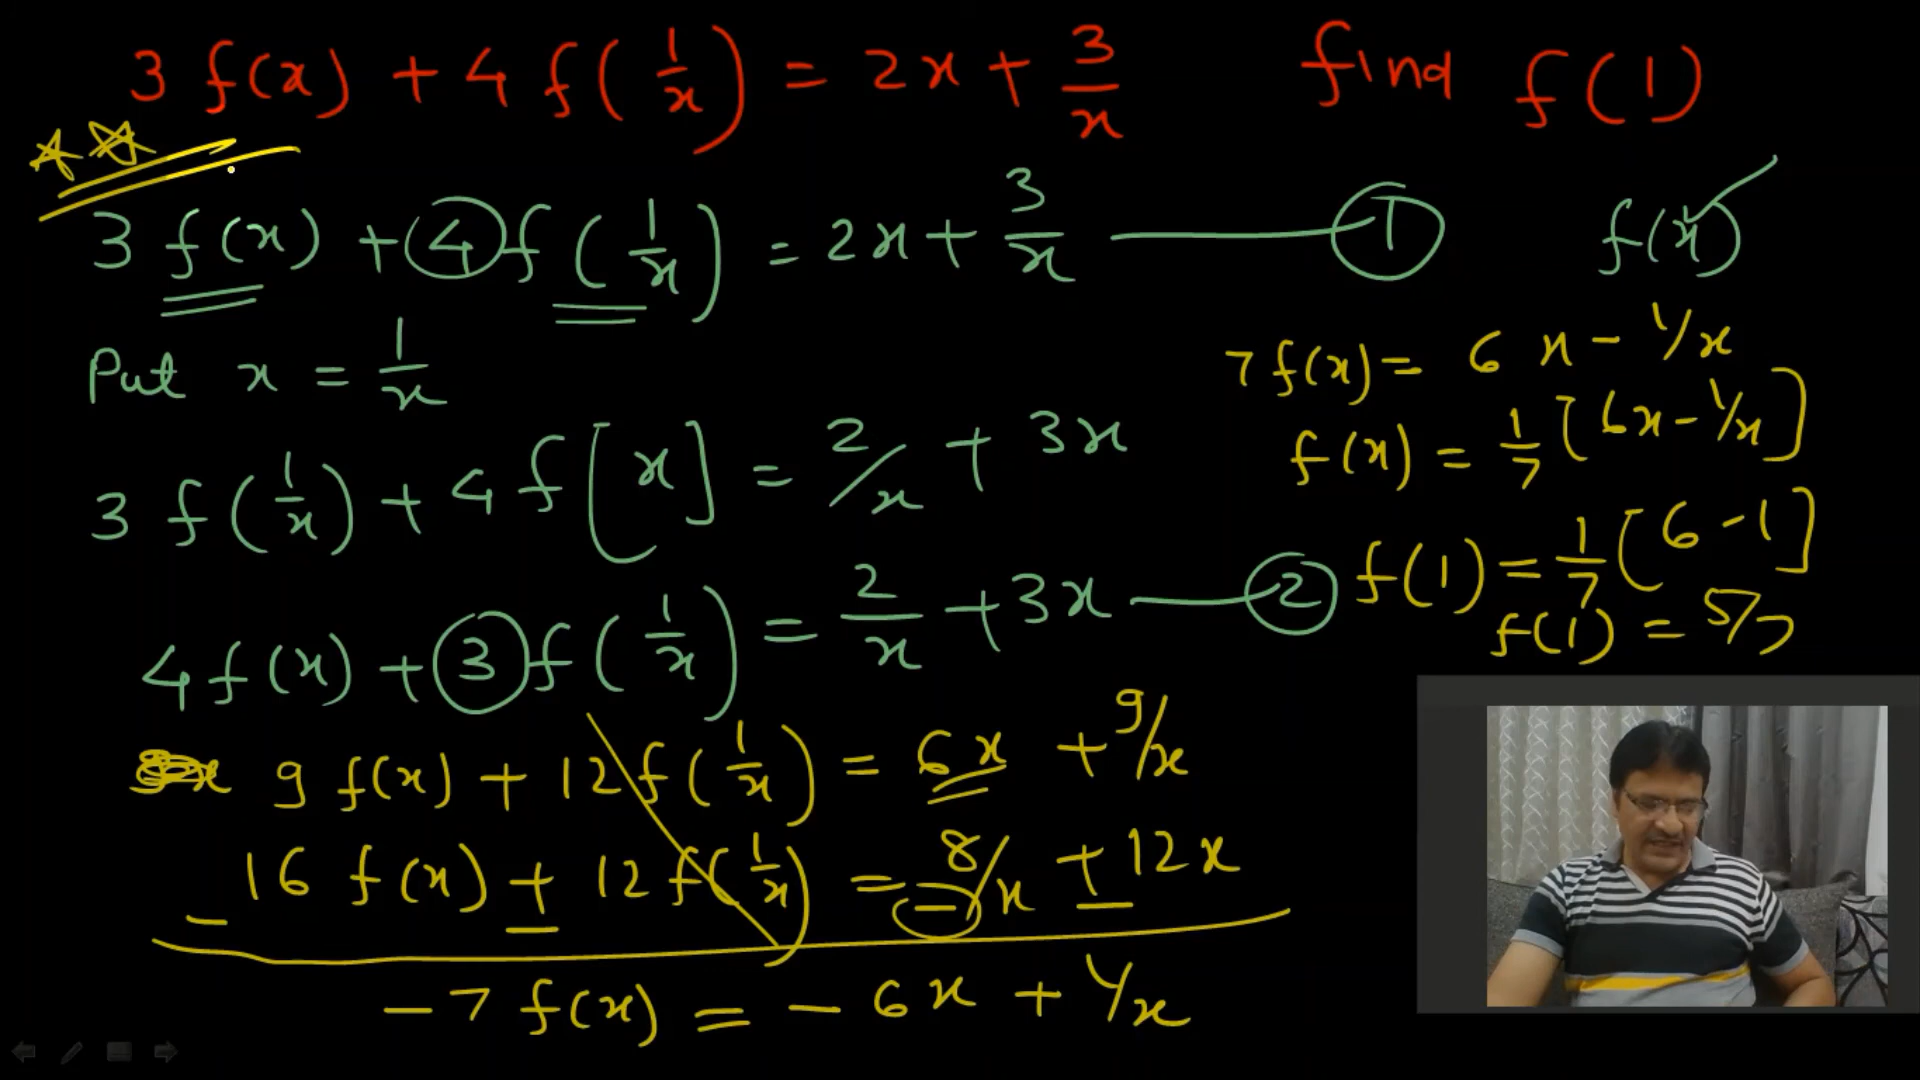 3 f(x) + 4 f(1/x) = 2x + 3/x find f(1)
3 f(x) + 4 f(1/x) = 2x + 3/x — 1
f(x)
Put x = 1/x
3 f(1/x) + 4 f[x] = 2/x + 3x
4 f(x) + 3 f(1/x) = 2/x + 3x — 2
9 f(x) + 12 f(1/x) = 6x + 9/x
16 f(x) + 12 f(1/x) = 8/x + 12x
- 7 f(x) = - 6x + 1/x
7 f(x) = 6x - 1/x
f(x) = 1/7 [6x - 1/x]
f(1) = 1/7 [6 - 1]
f(1) = 5/7